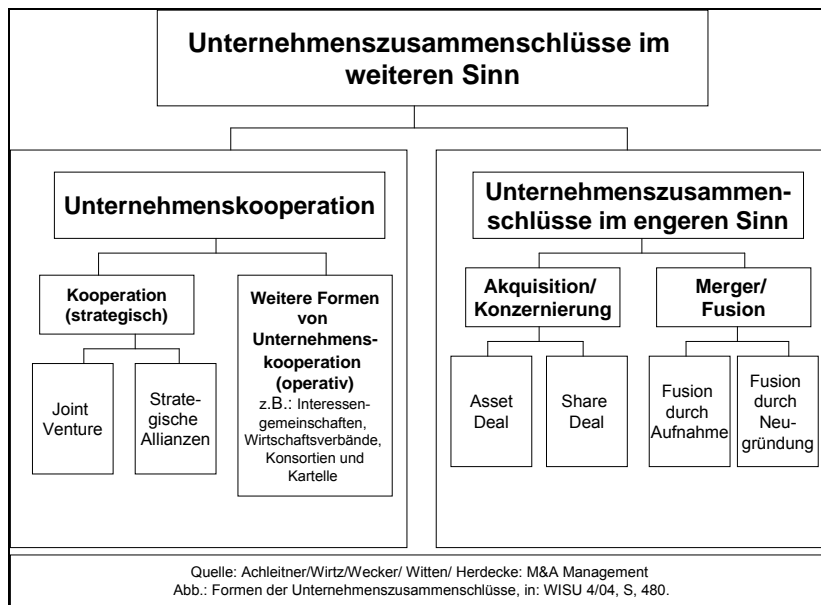 Unternehmenszusammenschlüsse im
weiteren Sinn
Unternehmenskooperation
Kooperation
(strategisch)
Joint
Venture
Strate-
gische
Allianzen
Weitere Formen
von
Unternehmens-
kooperation
(operativ)
z.B.: Interessen-
gemeinschaften,
Wirtschaftsverbände,
Konsortien und
Kartelle
Unternehmenszusammen-
schlüsse im engeren Sinn
Akquisition/
Konzernierung
Asset
Deal
Share
Deal
Merger/
Fusion
Fusion
durch
Aufnahme
Fusion
durch
Neu-
gründung
Quelle: Achleitner/Wirtz/Wecker/ Witten/ Herdecke: M&A Management
Abb.: Formen der Unternehmenszusammenschlüsse, in: WISU 4/04, S, 480.